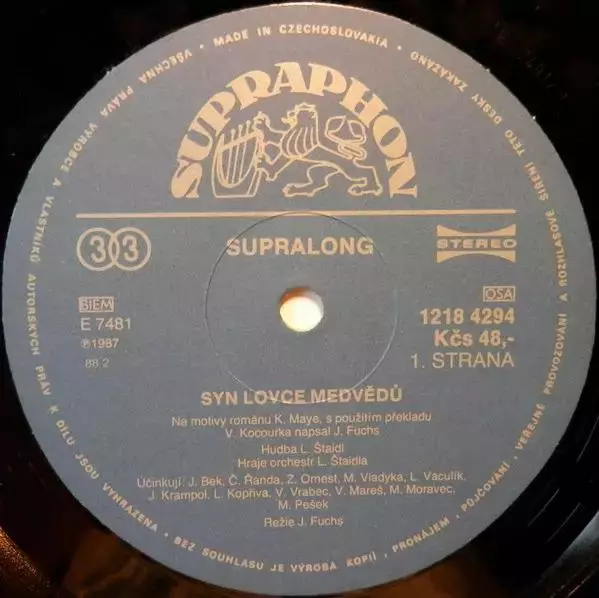 • MADE IN CZECHOSLOVAKIA • VŠECHNA PRÁVA VÝROBCE A VLASTNÍKŮ AUTORSKÝCH PRÁV K DÍLU JSOU VYHRAZENA • BEZ SOUHLASU JE VÝROBA KOPIÍ, PRONÁJEM, PŮJČOVÁNÍ, VEŘEJNÉ PROVOZOVÁNÍ A ROZHLASOVÉ ŠÍŘENÍ TÉTO DESKY ZAKÁZÁNO
SUPRAPHON
33
SUPRALONG
STEREO
BIEM
E 7481
℗1987
88 2
OSA
1218 4294
Kčs 48,-
1. STRANA
SYN LOVCE MEDVĚDŮ
Na motivy románu K. Maye, s použitím překladu
V. Kocourka napsal J. Fuchs
Hudba L. Štaidl
Hraje orchestr L. Štaidla
Účinkují: J. Bek, Č. Řanda, Z. Ornest, M. Vladyka, L. Vaculík,
J. Krampol, L. Kopřiva, V. Vrabec, V. Mareš, M. Moravec,
M. Pešek
Režie J. Fuchs